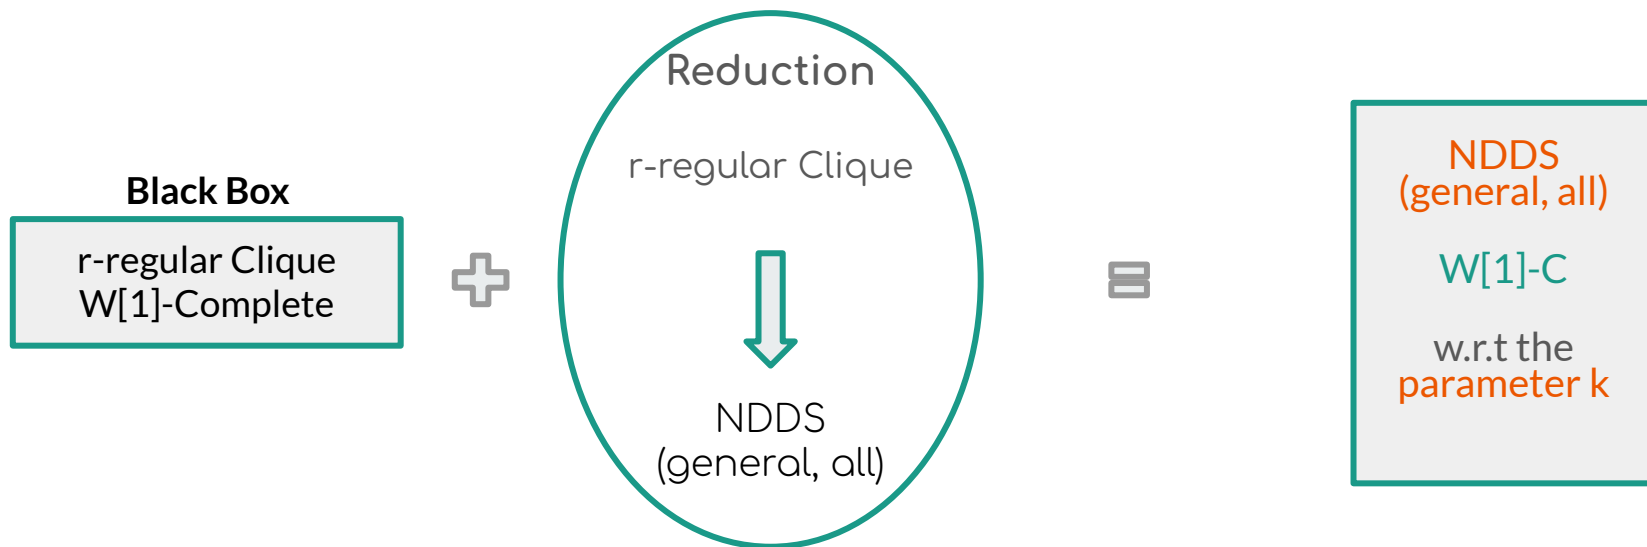 Black Box
r-regular Clique
W[1]-Complete
Reduction
r-regular Clique
NDDS
(general, all)
NDDS
(general, all)
W[1]-C
w.r.t the
parameter k